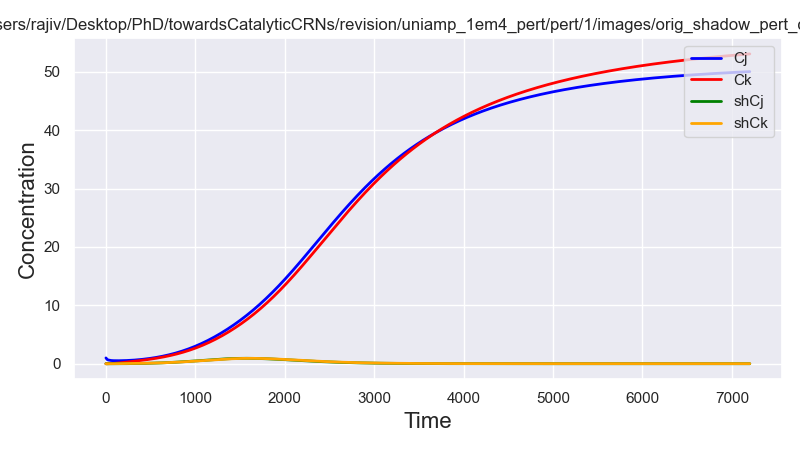 sers/rajiv/Desktop/PhD/towardsCatalyticCRNs/revision/uniamp_1em4_pert/pert/1/images/orig_shadow_pert_
Cj
Ck
shCj
shCk
Concentration
50
40
30
20
10
0
0 1000 2000 3000 4000 5000 6000 7000
Time